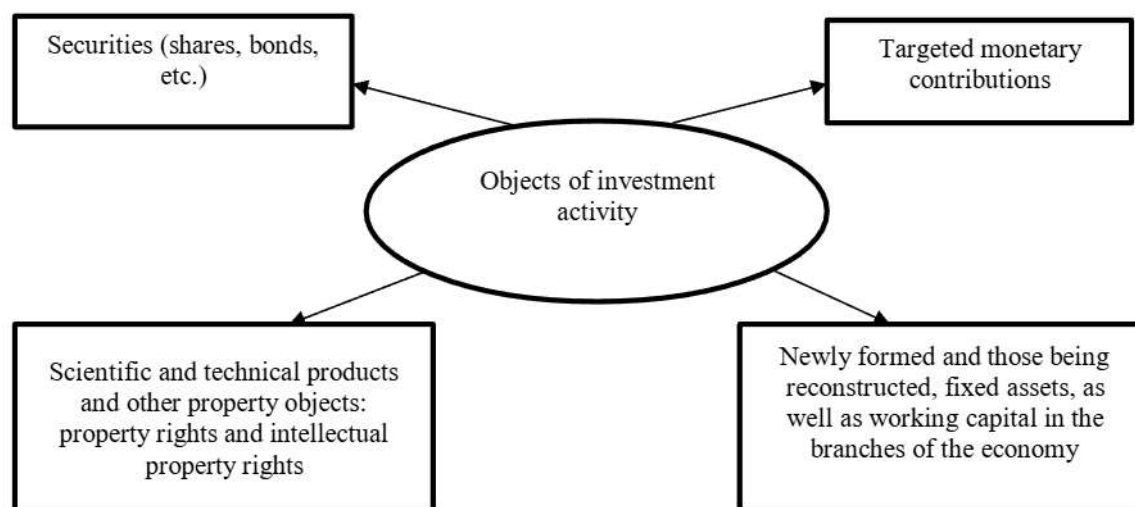 Securities (shares, bonds,
etc.)
Targeted monetary
contributions
Objects of investment
activity
Scientific and technical products
and other property objects:
property rights and intellectual
property rights
Newly formed and those being
reconstructed, fixed assets, as
well as working capital in the
branches of the economy